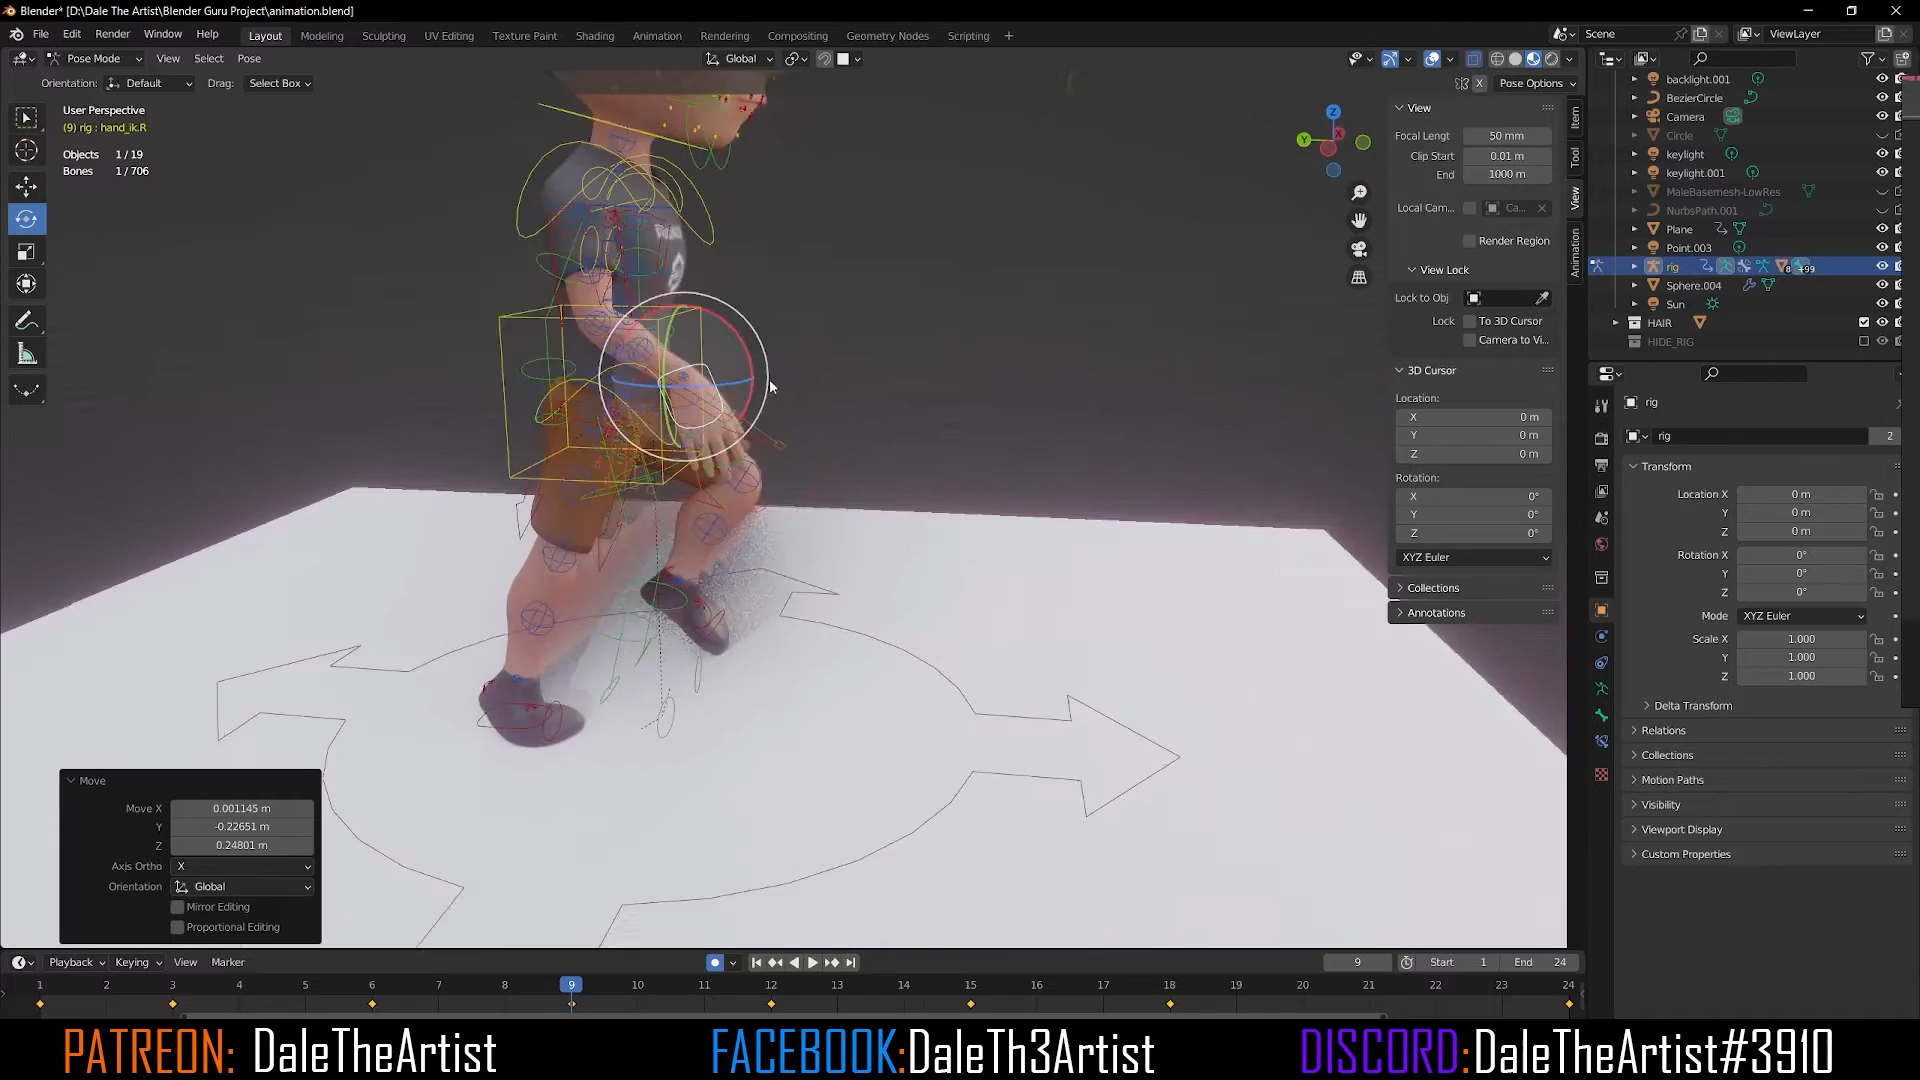 Blender* [D:\Dale The Artist\Blender Guru Project\animation.blend]
File Edit Render Window Help Layout Modeling Sculpting UV Editing Texture Paint Shading Animation Rendering Compositing Geometry Nodes Scripting + Scene ViewLayer
Pose Mode View Select Pose Global
Orientation: Default Drag: Select Box X Pose Options
User Perspective
(9) rig : hand_ik.R
Objects 1 / 19
Bones 1 / 706
Z
Y
X
View
Focal Lengt 50 mm
Clip Start 0.01 m
End 1000 m
Local Cam... Ca...
Render Region
View Lock
Lock to Obj
Lock To 3D Cursor
Camera to Vi...
3D Cursor
Location:
X 0 m
Y 0 m
Z 0 m
Rotation:
X 0°
Y 0°
Z 0°
XYZ Euler
Collections
Annotations
Item
Tool
View
Animation
backlight.001
BezierCircle
Camera
Circle
keylight
keylight.001
MaleBasemesh-LowRes
NurbsPath.001
Plane
Point.003
rig 8 +99
Sphere.004
Sun
HAIR
HIDE_RIG
rig
rig 2
Transform
Location X 0 m
Y 0 m
Z 0 m
Rotation X 0°
Y 0°
Z 0°
Mode XYZ Euler
Scale X 1.000
Y 1.000
Z 1.000
Delta Transform
Relations
Collections
Motion Paths
Visibility
Viewport Display
Custom Properties
Move
Move X 0.001145 m
Y -0.22651 m
Z 0.24801 m
Axis Ortho X
Orientation Global
Mirror Editing
Proportional Editing
Playback Keying View Marker 9 Start 1 End 24
1 2 3 4 5 6 7 8 9 10 11 12 13 14 15 16 17 18 19 20 21 22 23 24
PATREON: DaleTheArtist FACEBOOK:DaleTh3Artist DISCORD:DaleTheArtist#3910